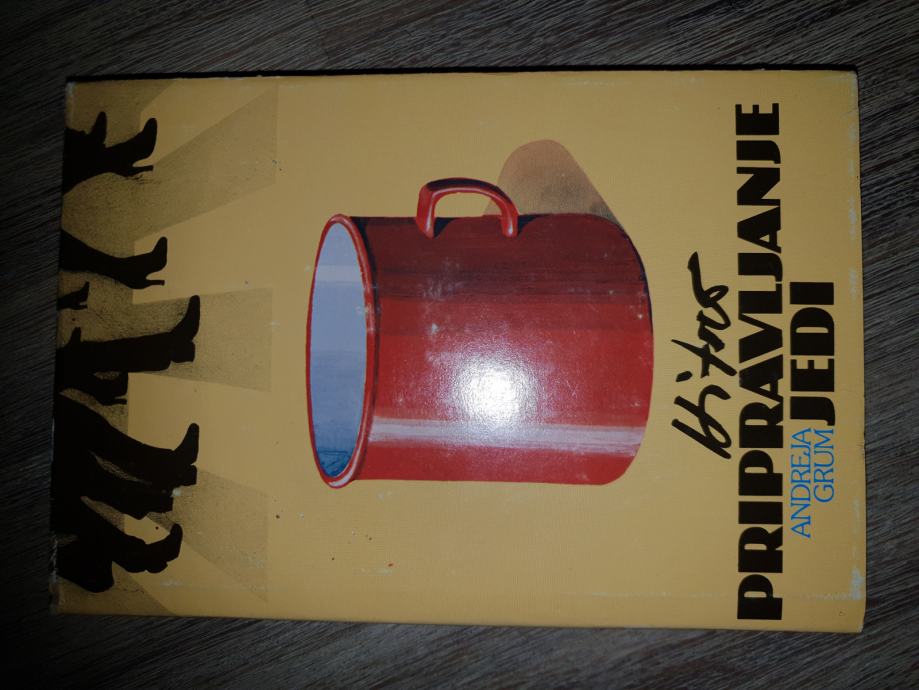 hitro
PRIPRAVLJANJE
JEDI
ANDREJA
GRUM